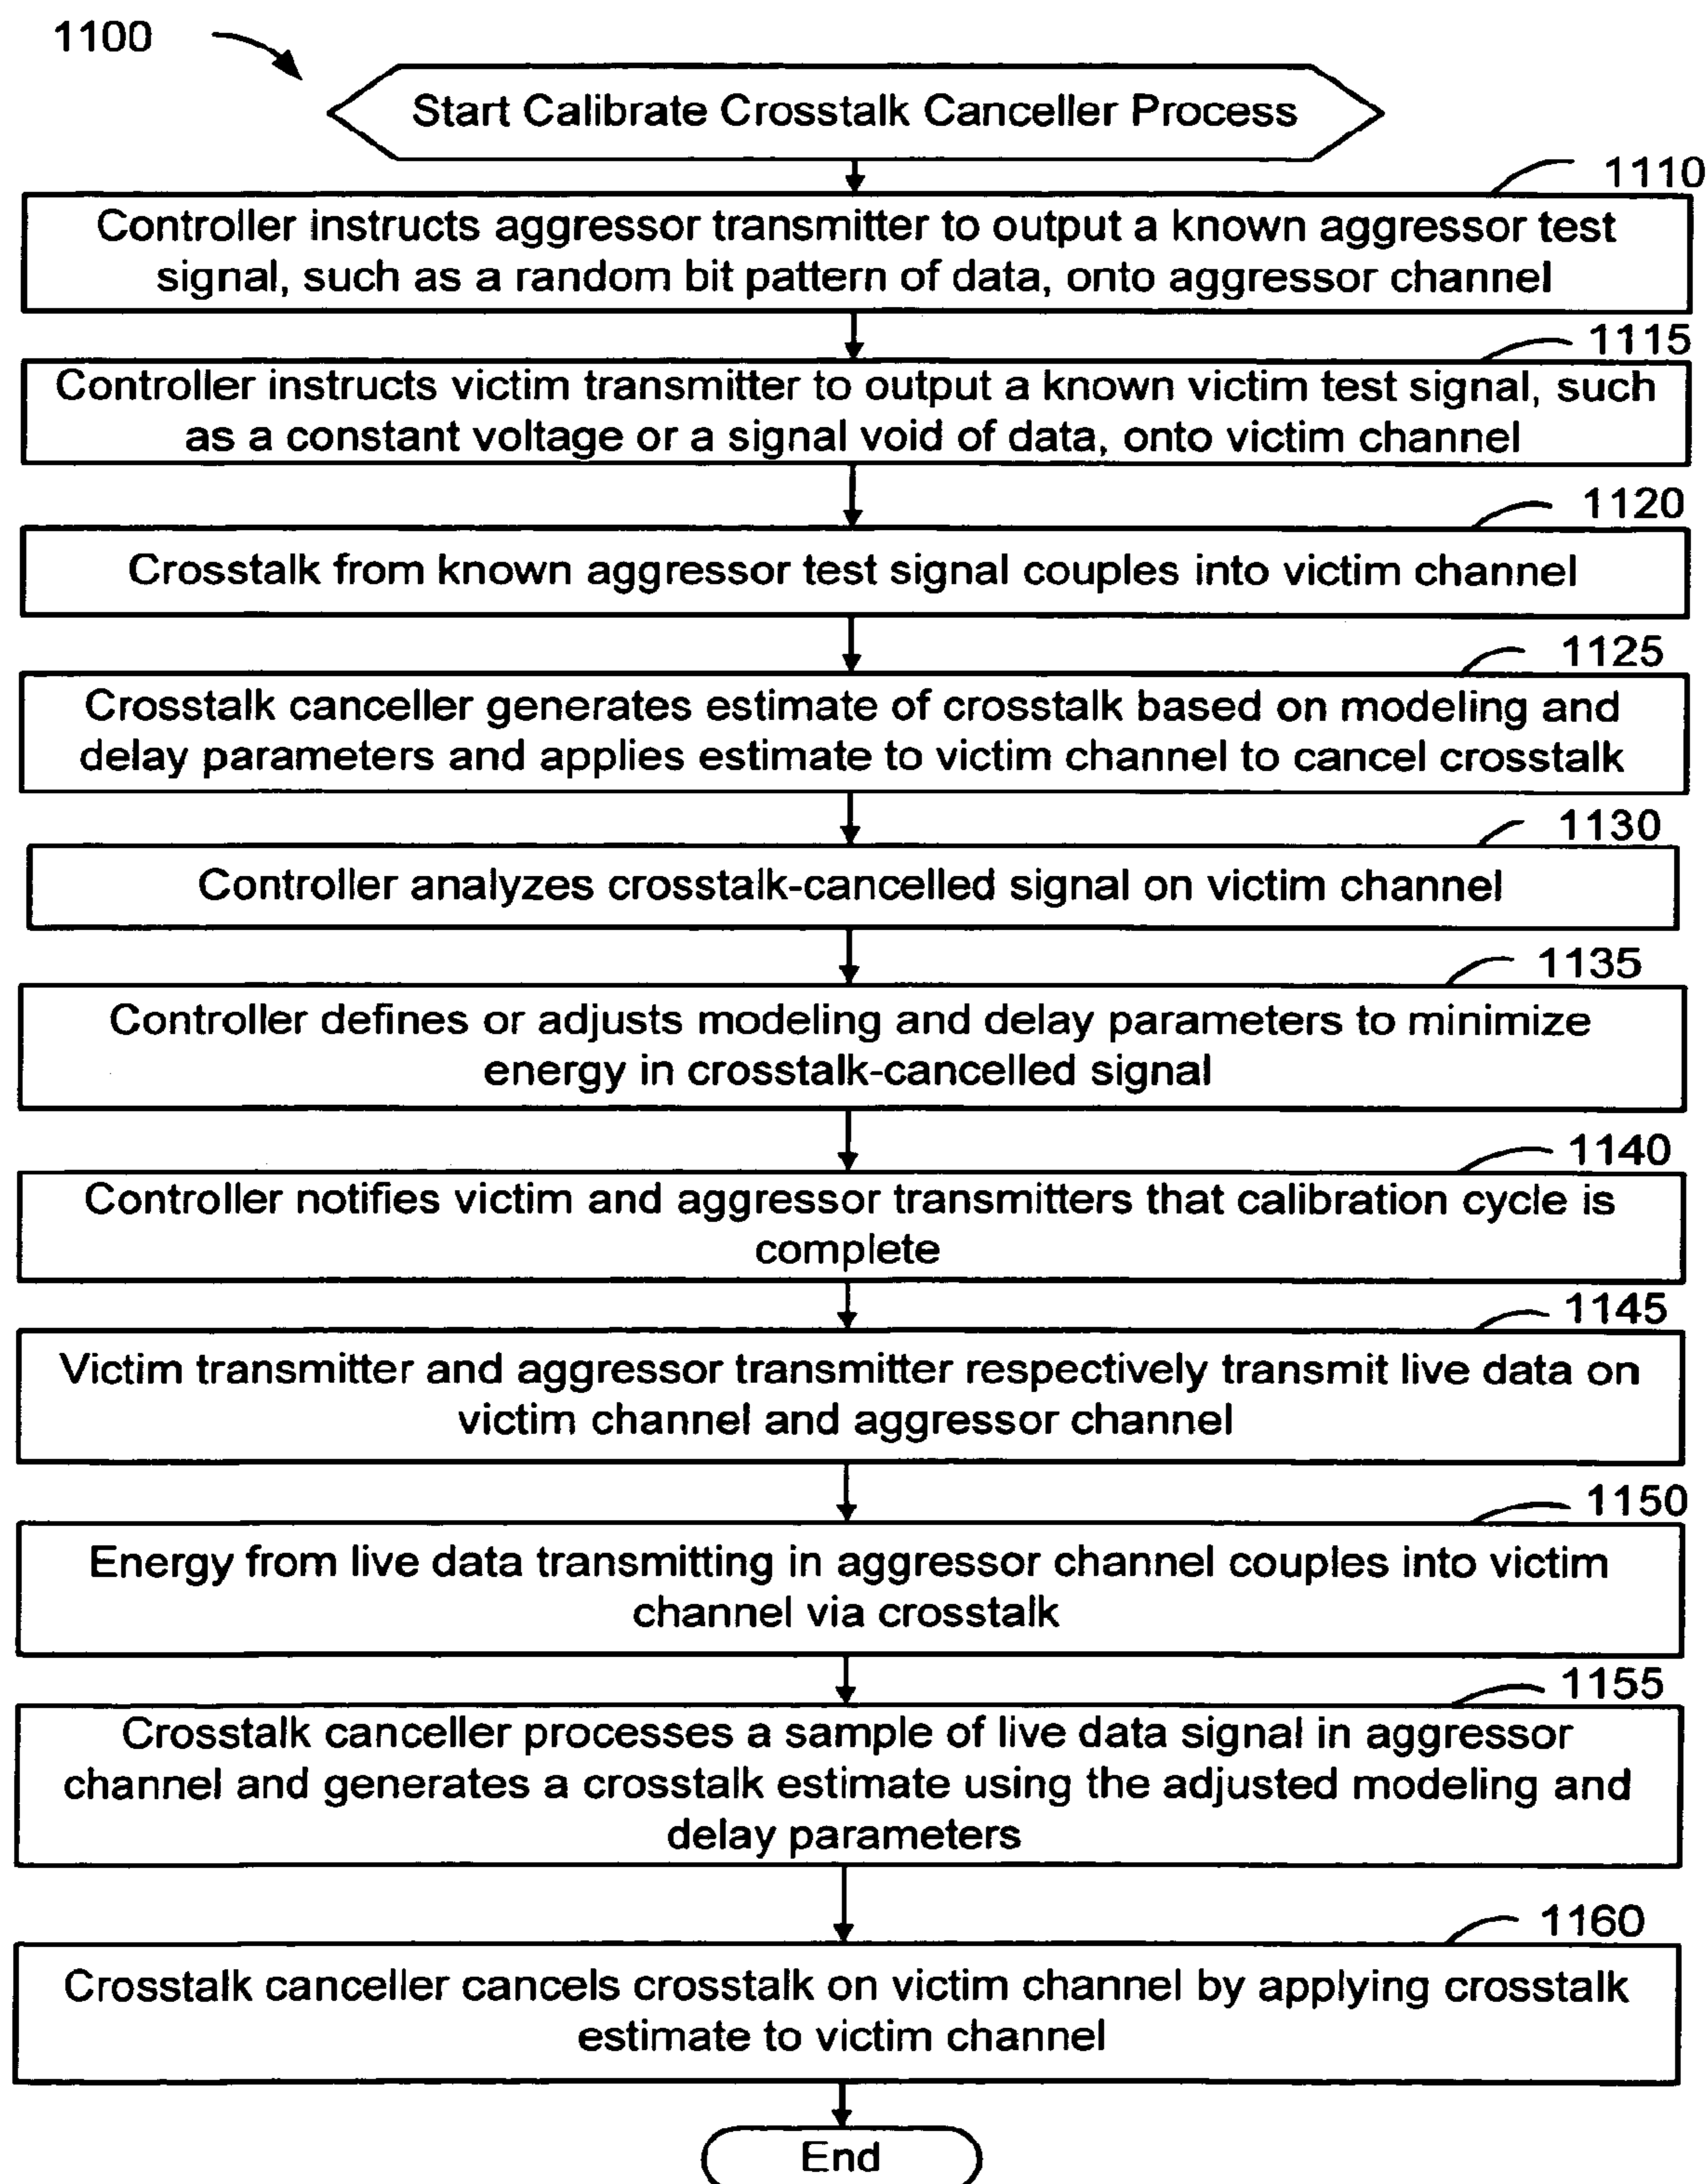 1100
Start Calibrate Crosstalk Canceller Process
1110
Controller instructs aggressor transmitter to output a known aggressor test
signal, such as a random bit pattern of data, onto aggressor channel
1115
Controller instructs victim transmitter to output a known victim test signal, such
as a constant voltage or a signal void of data, onto victim channel
1120
Crosstalk from known aggressor test signal couples into victim channel
1125
Crosstalk canceller generates estimate of crosstalk based on modeling and
delay parameters and applies estimate to victim channel to cancel crosstalk
1130
Controller analyzes crosstalk-cancelled signal on victim channel
1135
Controller defines or adjusts modeling and delay parameters to minimize
energy in crosstalk-cancelled signal
1140
Controller notifies victim and aggressor transmitters that calibration cycle is
complete
1145
Victim transmitter and aggressor transmitter respectively transmit live data on
victim channel and aggressor channel
1150
Energy from live data transmitting in aggressor channel couples into victim
channel via crosstalk
1155
Crosstalk canceller processes a sample of live data signal in aggressor
channel and generates a crosstalk estimate using the adjusted modeling and
delay parameters
1160
Crosstalk canceller cancels crosstalk on victim channel by applying crosstalk
estimate to victim channel
End